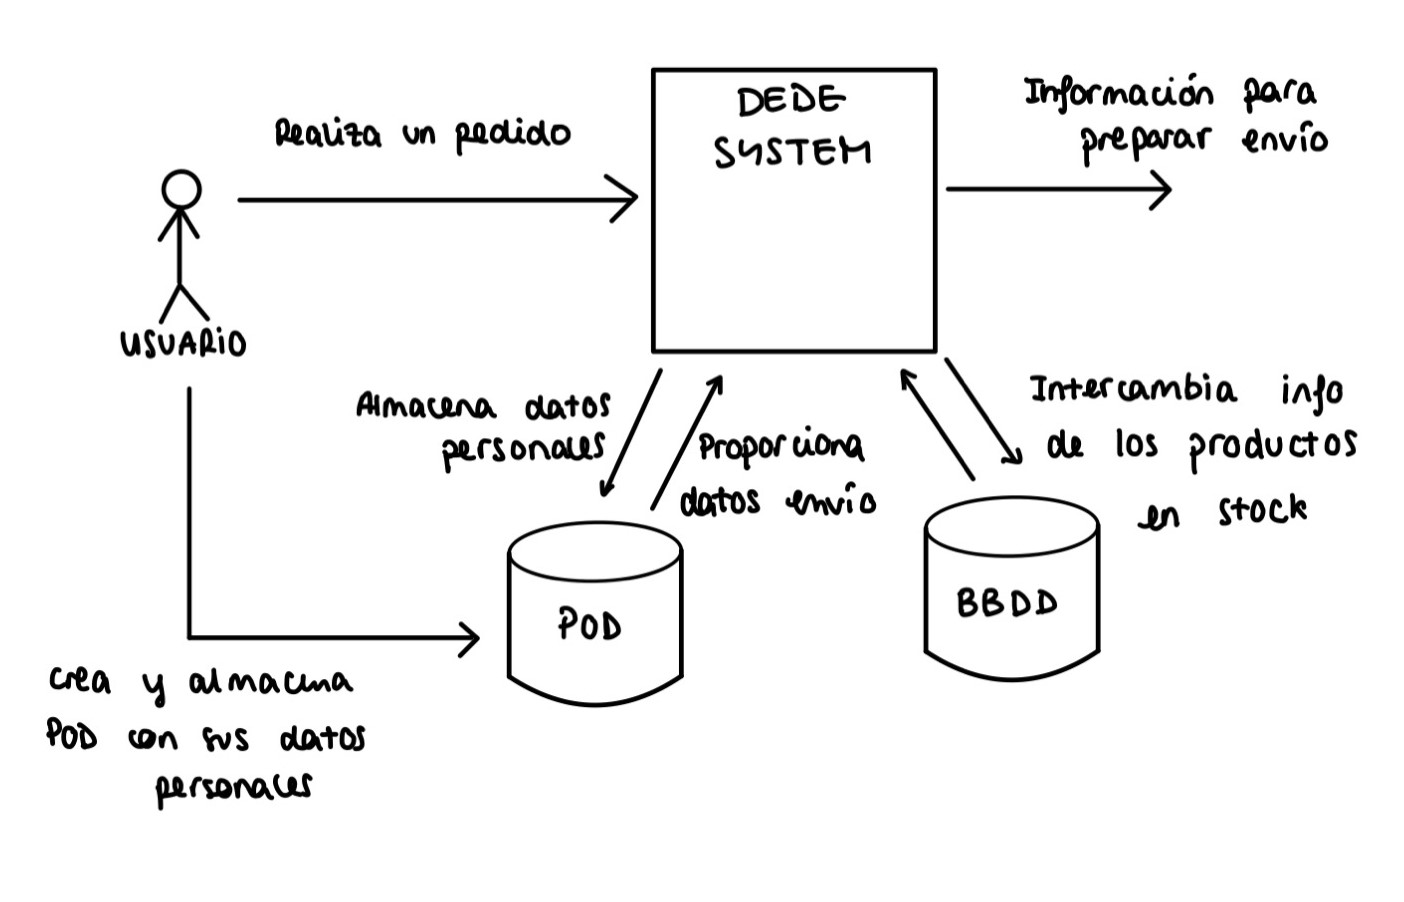 Realiza un pedido
DEDE
SYSTEM
Información para
preparar envío
USUARIO
Almacena datos
personales
Proporciona
datos envío
Intercambia info
de los productos
en stock
POD
BBDD
crea y almacena
POD con sus datos
personales